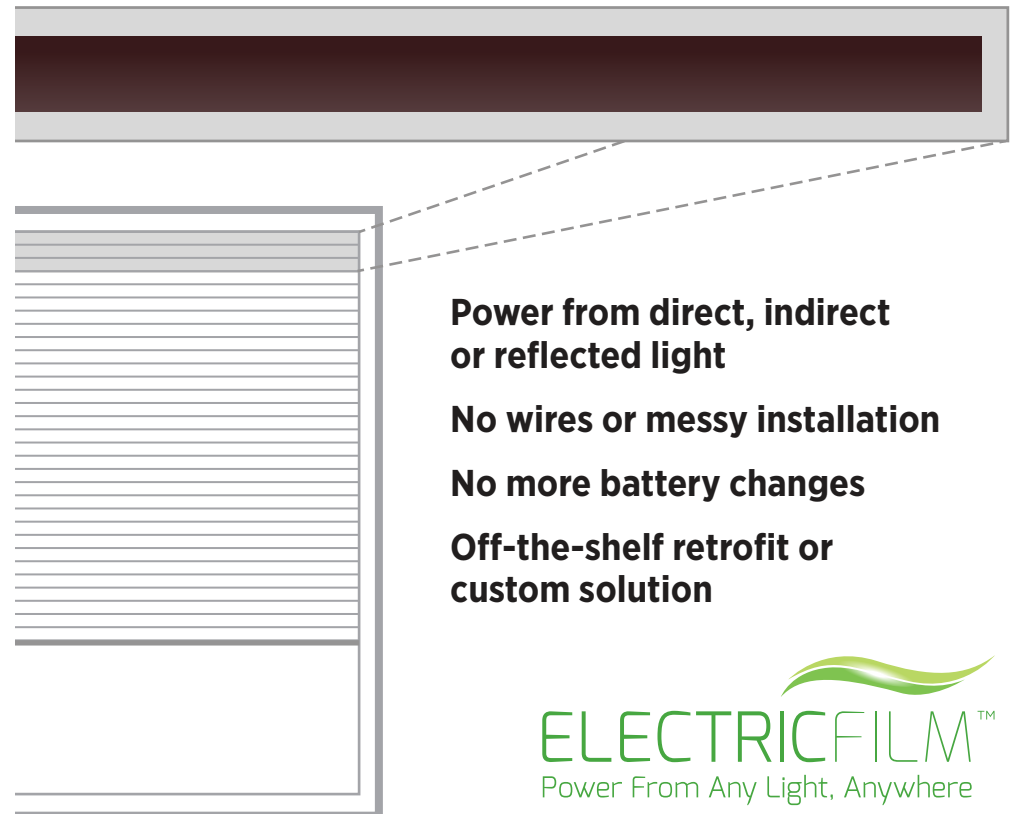 Power from direct, indirect
or reflected light
No wires or messy installation
No more battery changes
Off-the-shelf retrofit or
custom solution
ELECTRICFILM™
Power From Any Light, Anywhere